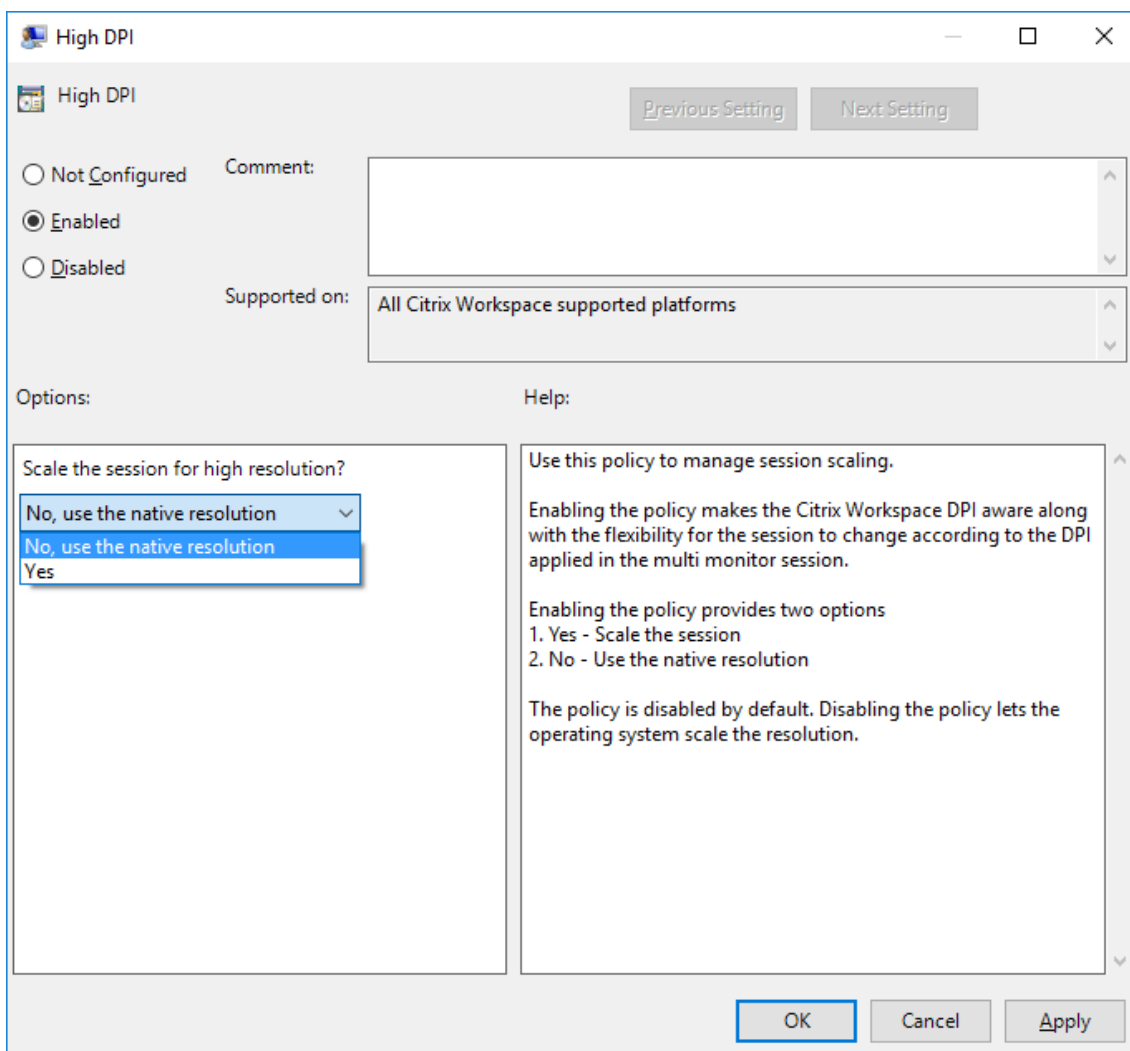 High DPI
High DPI
Previous Setting
Next Setting
Not Configured
Comment:
Enabled
Disabled
Supported on:
All Citrix Workspace supported platforms
Options:
Help:
Scale the session for high resolution?
No, use the native resolution
No, use the native resolution
Yes
Use this policy to manage session scaling.
Enabling the policy makes the Citrix Workspace DPI aware along
with the flexibility for the session to change according to the DPI
applied in the multi monitor session.
Enabling the policy provides two options
1. Yes - Scale the session
2. No - Use the native resolution
The policy is disabled by default. Disabling the policy lets the
operating system scale the resolution.
OK
Cancel
Apply